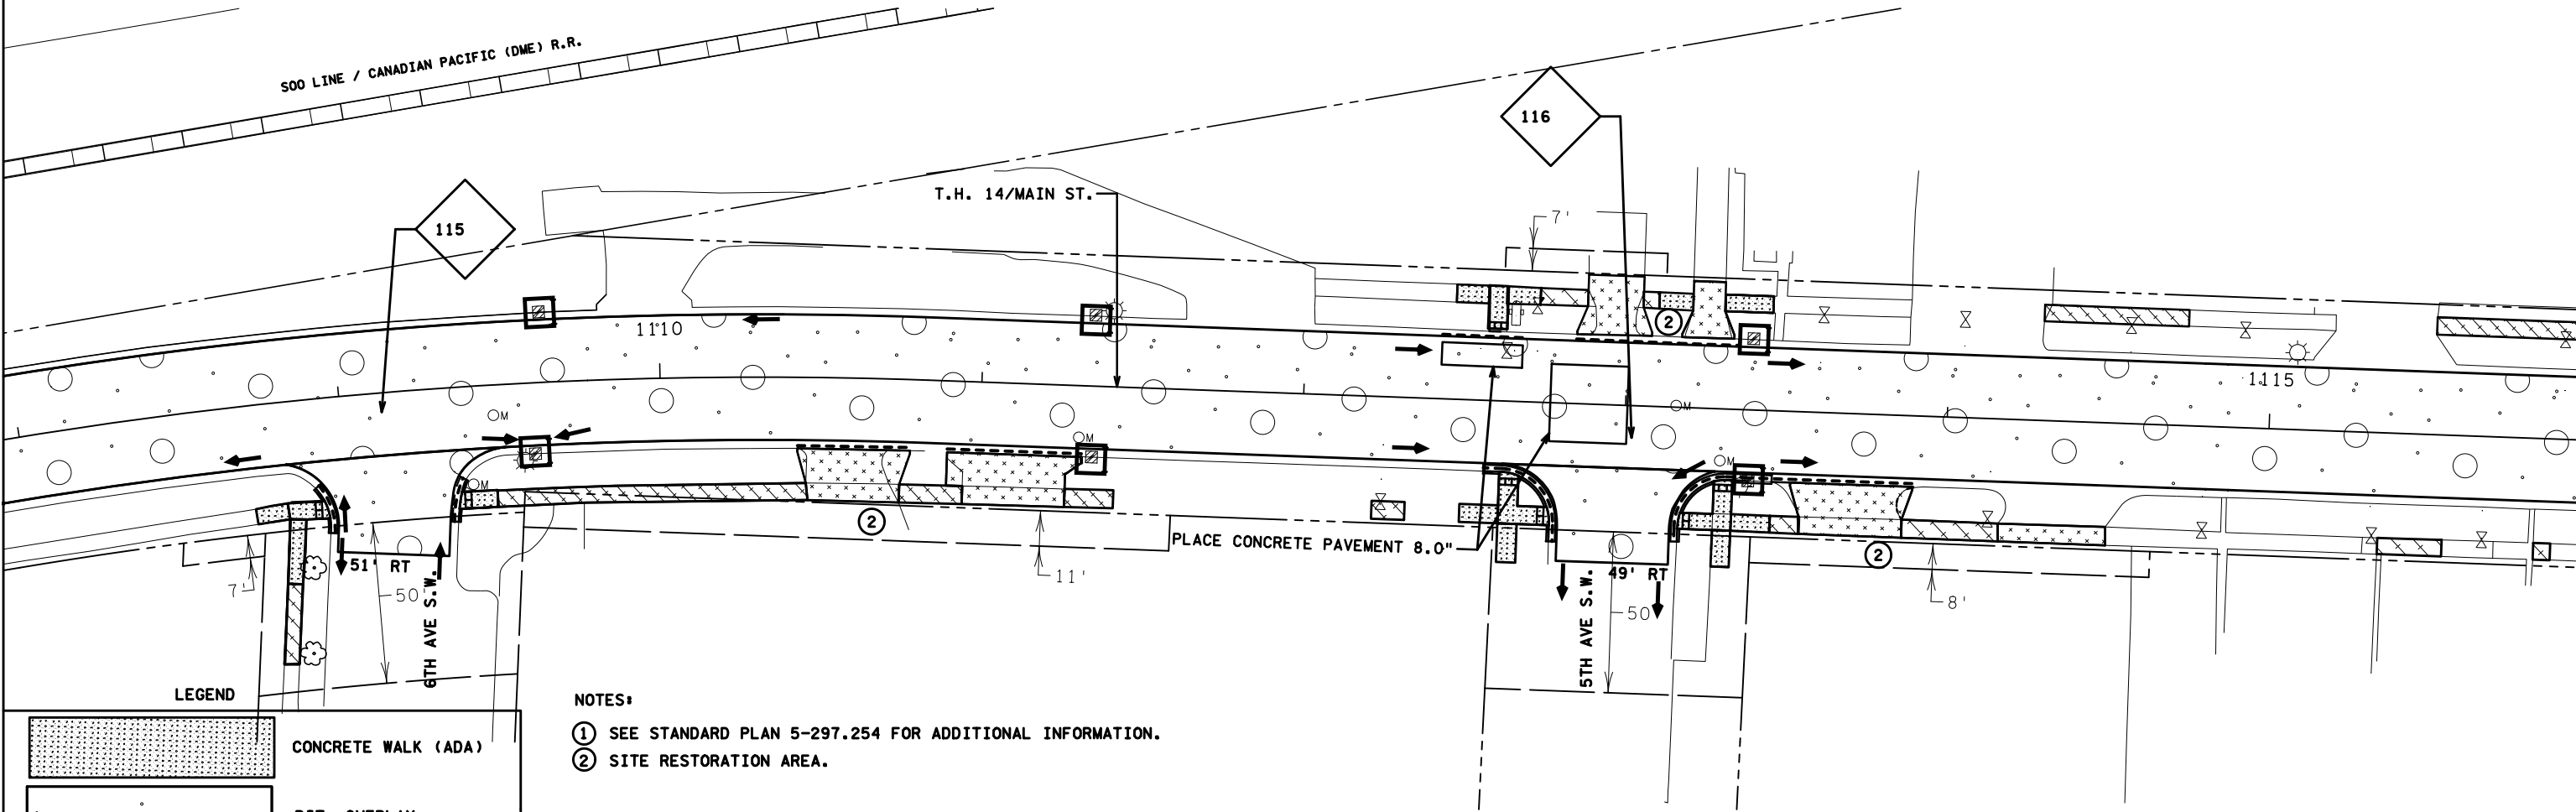 SOO LINE / CANADIAN PACIFIC (DME) R.R.
116
115
T.H. 14/MAIN ST.
7'
1110
2
1115
M
M
M
M
M
2
PLACE CONCRETE PAVEMENT 8.0"
2
51' RT
49' RT
7'
50'
11'
50'
8'
6TH AVE S.W.
5TH AVE S.W.
LEGEND
CONCRETE WALK (ADA)
NOTES:
1 SEE STANDARD PLAN 5-297.254 FOR ADDITIONAL INFORMATION.
2 SITE RESTORATION AREA.